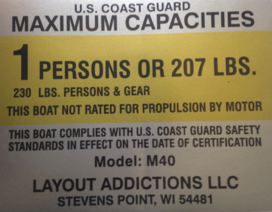 U.S. COAST GUARD
MAXIMUM CAPACITIES
1 PERSONS OR 207 LBS.
230 LBS. PERSONS & GEAR
THIS BOAT NOT RATED FOR PROPULSION BY MOTOR
THIS BOAT COMPLIES WITH U.S. COAST GUARD SAFETY
STANDARDS IN EFFECT ON THE DATE OF CERTIFICATION
Model: M40
LAYOUT ADDICTIONS LLC
STEVENS POINT, WI 54481